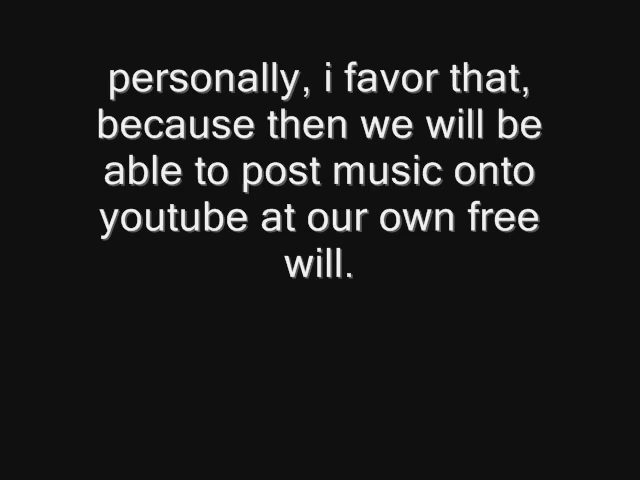 personally, i favor that,
because then we will be
able to post music onto
youtube at our own free
will.